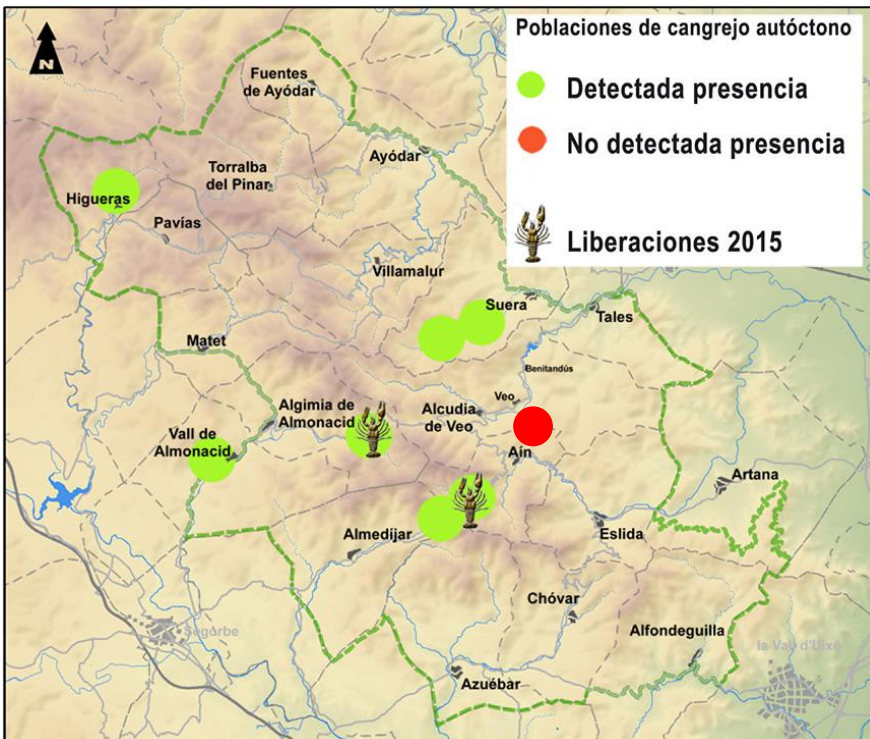 N
Poblaciones de cangrejo autóctono
Detectada presencia
No detectada presencia
Liberaciones 2015
Fuentes
de Ayódar
Ayódar
Torralba
del Pinar
Higueras
Pavías
Villamalur
Suera
Tales
Matet
Benitandús
Veo
Algimia de
Almonacid
Alcudia
de Veo
Vall de
Almonacid
Aín
Artana
Almedíjar
Eslida
Chóvar
Segorbe
Alfondeguilla
la Vall d'Uixó
Azuébar